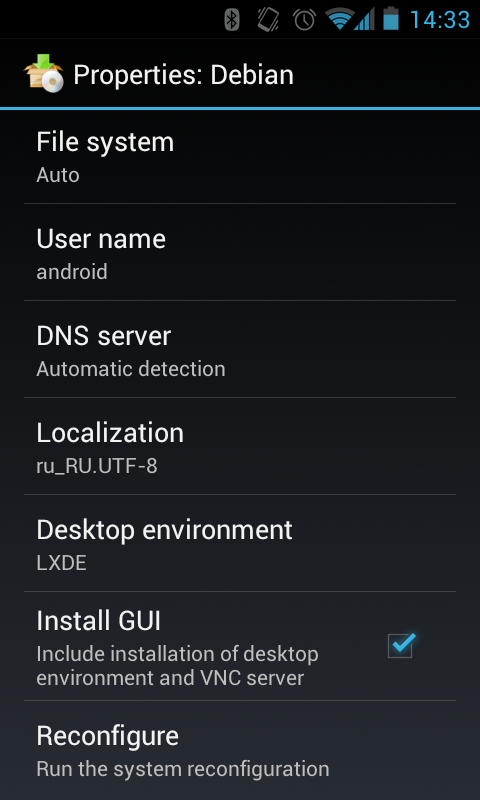 14:33
Properties: Debian
File system
Auto
User name
android
DNS server
Automatic detection
Localization
ru_RU.UTF-8
Desktop environment
LXDE
Install GUI
Include installation of desktop
environment and VNC server
Reconfigure
Run the system reconfiguration